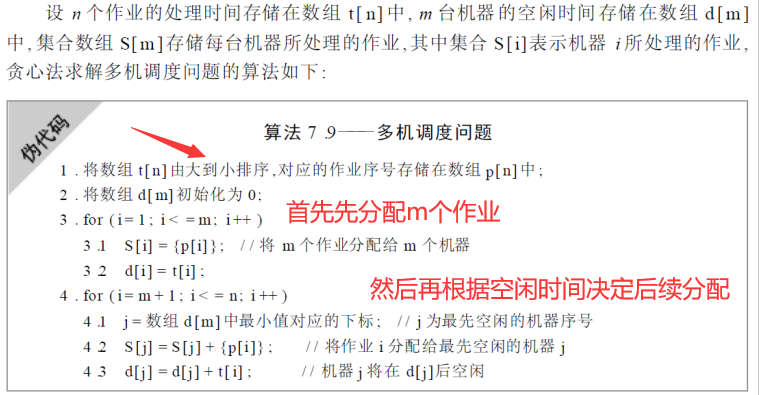 设 n 个作业的处理时间存储在数组 t[n]中, m 台机器的空闲时间存储在数组 d[m]
中,集合数组 S[m]存储每台机器所处理的作业,其中集合 S[i]表示机器 i 所处理的作业,
贪心法求解多机调度问题的算法如下:
伪代码
算法 7.9——多机调度问题
1.将数组 t[n]由大到小排序,对应的作业序号存储在数组 p[n]中;
2.将数组 d[m]初始化为 0;
3.for (i=1; i<=m; i++)
首先先分配m个作业
3.1 S[i]={p[i]}; //将 m 个作业分配给 m 个机器
3.2 d[i]=t[i];
然后再根据空闲时间决定后续分配
4.for (i=m+1; i<=n; i++)
4.1 j=数组 d[m]中最小值对应的下标; //j 为最先空闲的机器序号
4.2 S[j]=S[j]+{p[i]}; //将作业 i 分配给最先空闲的机器 j
4.3 d[j]=d[j]+t[i]; //机器 j 将在 d[j]后空闲